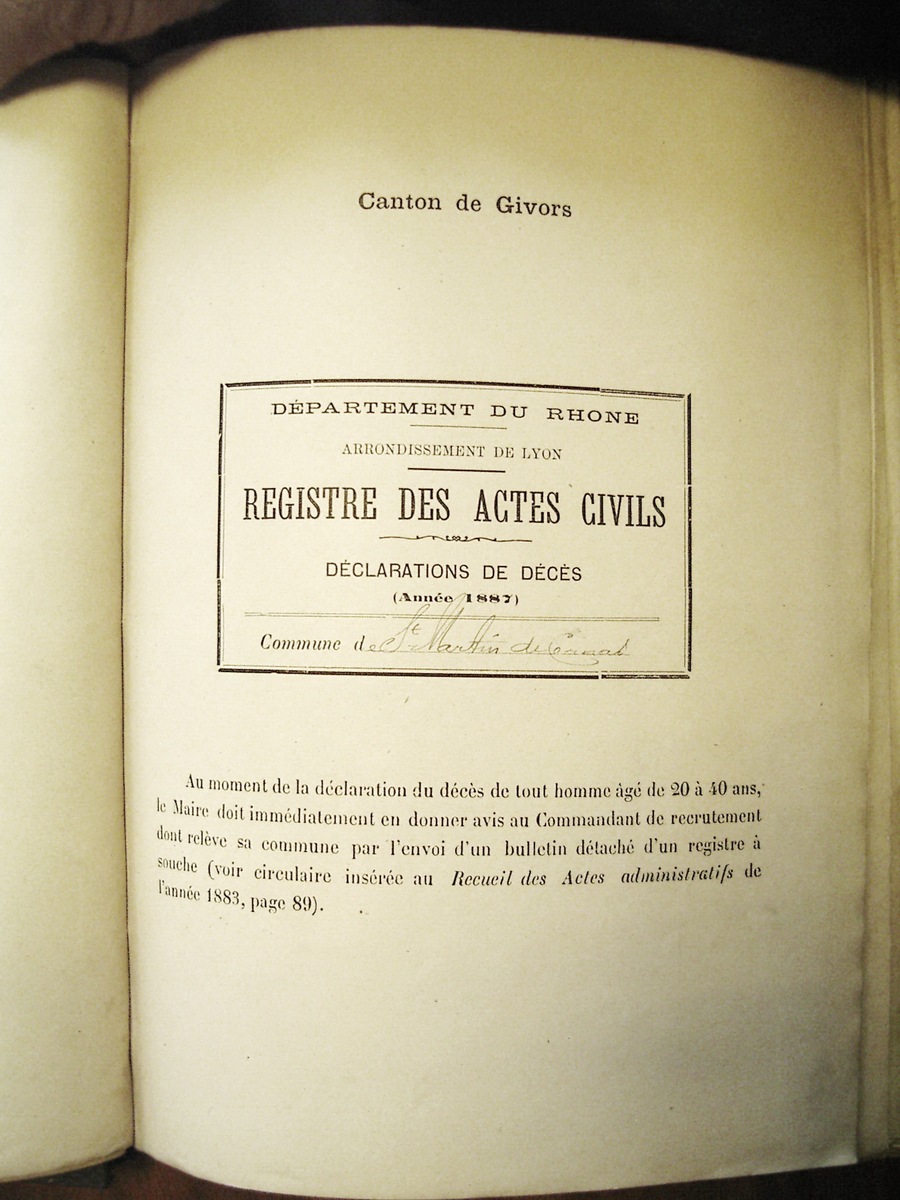 Canton de Givors
DÉPARTEMENT DU RHONE
ARRONDISSEMENT DE LYON
REGISTRE DES ACTES CIVILS
DÉCLARATIONS DE DÉCÈS
(Année 1887)
Commune de St Martin de Cornas
Au moment de la déclaration du décès de tout homme âgé de 20 à 40 ans,
le Maire doit immédiatement en donner avis au Commandant de recrutement
dont relève sa commune par l'envoi d'un bulletin détaché d'un registre à
souche (voir circulaire insérée au Recueil des Actes administratifs de
l'année 1883, page 89).